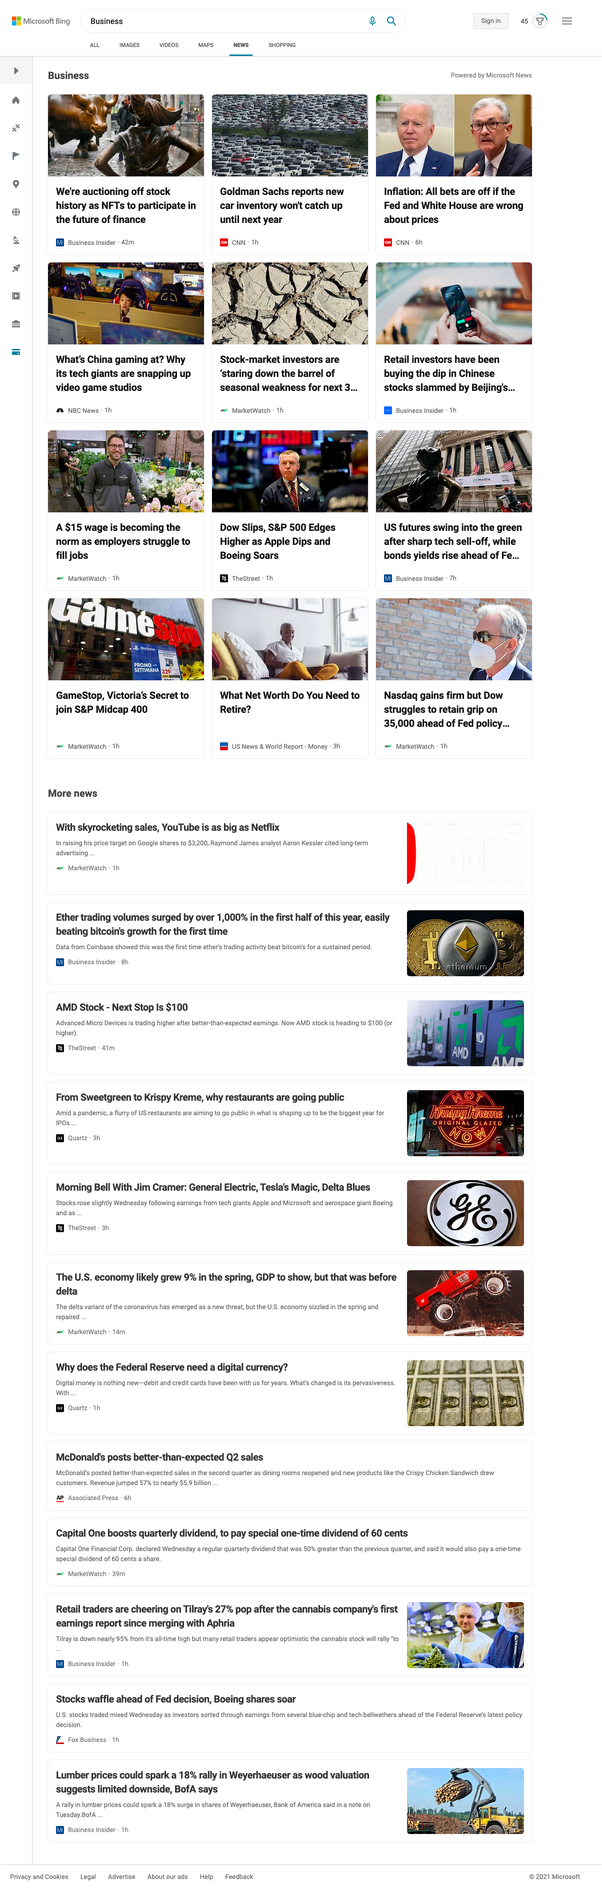 Microsoft Bing
Business
Sign in
45
ALL IMAGES VIDEOS MAPS NEWS SHOPPING
Business
Powered by Microsoft News
We're auctioning off stock
history as NFTs to participate in
the future of finance
Business Insider · 42m
Goldman Sachs reports new
car inventory won't catch up
until next year
CNN · 1h
Inflation: All bets are off if the
Fed and White House are wrong
about prices
CNN · 6h
What's China gaming at? Why
its tech giants are snapping up
video game studios
NBC News · 1h
Stock-market investors are
'staring down the barrel of
seasonal weakness for next 3...
MarketWatch · 1h
Retail investors have been
buying the dip in Chinese
stocks slammed by Beijing's...
Business Insider · 1h
A $15 wage is becoming the
norm as employers struggle to
fill jobs
MarketWatch · 1h
Dow Slips, S&P 500 Edges
Higher as Apple Dips and
Boeing Soars
TheStreet · 1h
US futures swing into the green
after sharp tech sell-off, while
bonds yields rise ahead of Fe...
Business Insider · 7h
GameStop
PROMO
SETTIMANA
GameStop, Victoria's Secret to
join S&P Midcap 400
MarketWatch · 1h
What Net Worth Do You Need to
Retire?
US News & World Report - Money · 3h
Nasdaq gains firm but Dow
struggles to retain grip on
35,000 ahead of Fed policy...
MarketWatch · 1h
More news
With skyrocketing sales, YouTube is as big as Netflix
In raising his price target on Google shares to $3,200, Raymond James analyst Aaron Kessler cited long-term
advertising ...
MarketWatch · 1h
Ether trading volumes surged by over 1,000% in the first half of this year, easily
beating bitcoin's growth for the first time
Data from Coinbase showed this was the first time ether's trading activity beat bitcoin's for a sustained period.
Business Insider · 8h
ethereum
AMD Stock - Next Stop Is $100
Advanced Micro Devices is trading higher after better-than-expected earnings. Now AMD stock is heading to $100 (or
higher).
TheStreet · 41m
AMD
AMD
From Sweetgreen to Krispy Kreme, why restaurants are going public
Amid a pandemic, a flurry of US restaurants are aiming to go public in what is shaping up to be the biggest year for
IPOs ...
Quartz · 3h
HOT
Krispy Kreme
ORIGINAL GLAZED
NOW
Morning Bell With Jim Cramer: General Electric, Tesla's Magic, Delta Blues
Stocks rose slightly Wednesday following earnings from tech giants Apple and Microsoft and aerospace giant Boeing
and as ...
TheStreet · 3h
GE
The U.S. economy likely grew 9% in the spring, GDP to show, but that was before
delta
The delta variant of the coronavirus has emerged as a new threat, but the U.S. economy sizzled in the spring and
repaired ...
MarketWatch · 14m
Why does the Federal Reserve need a digital currency?
Digital money is nothing new—debit and credit cards have been with us for years. What's changed is its pervasiveness.
With ...
Quartz · 1h
McDonald's posts better-than-expected Q2 sales
McDonald's posted better-than-expected sales in the second quarter as dining rooms reopened and new products like the Crispy Chicken Sandwich drew
customers. Revenue jumped 57% to nearly $5.9 billion ...
AP Associated Press · 6h
Capital One boosts quarterly dividend, to pay special one-time dividend of 60 cents
Capital One Financial Corp. declared Wednesday a regular quarterly dividend that was 50% greater than the previous quarter, and said it would also pay a one-time
special dividend of 60 cents a share.
MarketWatch · 39m
Retail traders are cheering on Tilray's 27% pop after the cannabis company's first
earnings report since merging with Aphria
Tilray is down nearly 95% from it's all-time high but many retail traders appear optimistic the cannabis stock will rally "to
...
Business Insider · 1h
Stocks waffle ahead of Fed decision, Boeing shares soar
U.S. stocks traded mixed Wednesday as investors sorted through earnings from several blue-chip and tech bellwethers ahead of the Federal Reserve's latest policy
decision.
Fox Business · 1h
Lumber prices could spark a 18% rally in Weyerhaeuser as wood valuation
suggests limited downside, BofA says
A rally in lumber prices could spark a 18% surge in shares of Weyerhaeuser, Bank of America said in a note on
Tuesday.BofA ...
Business Insider · 1h
Privacy and Cookies Legal Advertise About our ads Help Feedback
© 2021 Microsoft